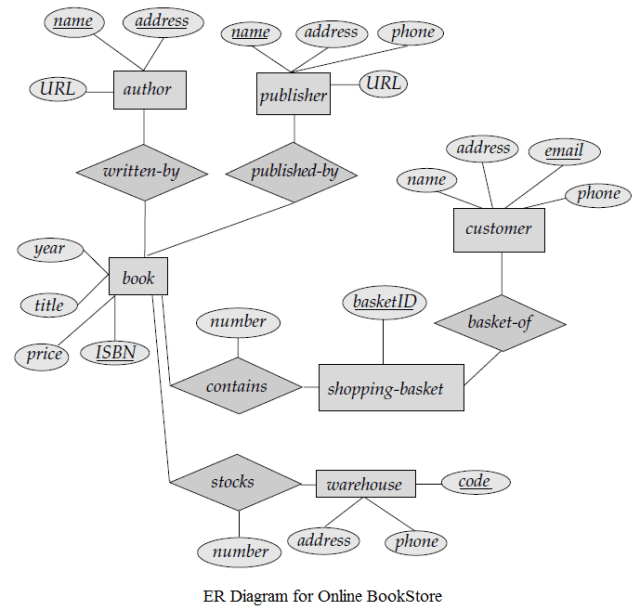 name
address
name
address
phone
URL
author
publisher
URL
written-by
published-by
address
email
name
phone
customer
year
book
title
price
ISBN
number
basketID
basket-of
contains
shopping-basket
stocks
warehouse
code
number
address
phone
ER Diagram for Online BookStore